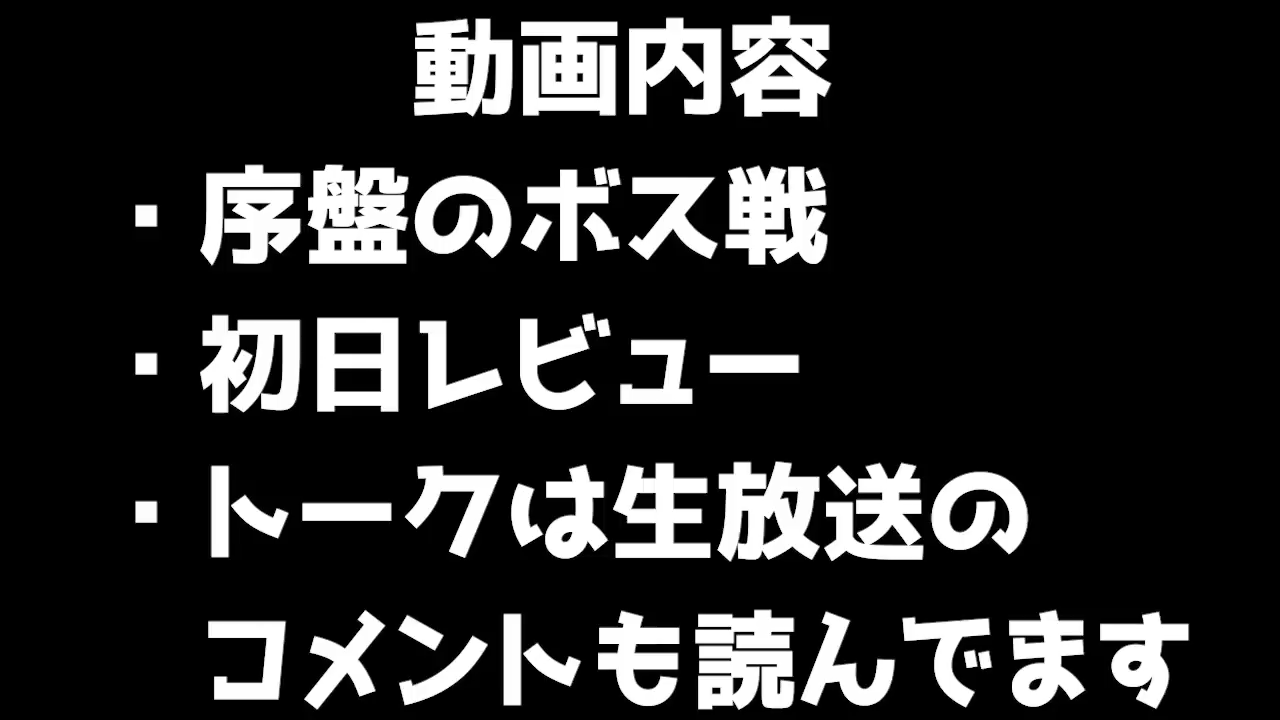 動画内容
・序盤のボス戦
・初日レビュー
・トークは生放送の
コメントも読んでます